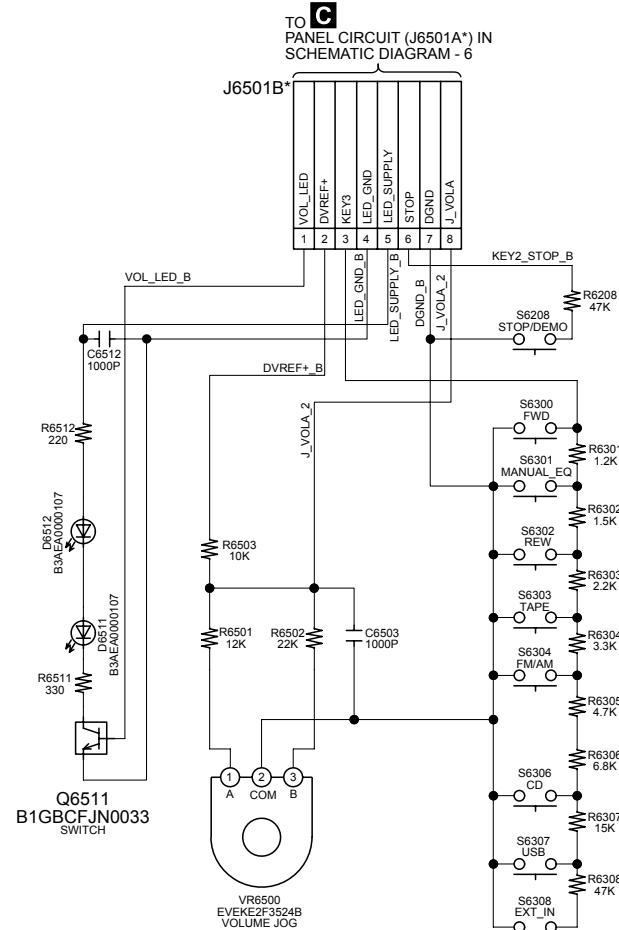 TO C
PANEL CIRCUIT (J6501A*) IN
SCHEMATIC DIAGRAM - 6
J6501B*
VOL_LED
DVREF+
KEY3
LED_GND
LED_SUPPLY
STOP
DGND
J_VOLA
1 2 3 4 5 6 7 8
VOL_LED_B
LED_GND_B
LED_SUPPLY_B
DGND_B
J_VOLA_2
KEY2_STOP_B
R6208
47K
S6208
STOP/DEMO
C6512
1000P
DVREF+_B
J_VOLA_2
R6512
220
D6512
B3AEA0000107
D6511
B3AEA0000107
R6511
330
Q6511
B1GBCFJN0033
SWITCH
R6503
10K
R6501
12K
R6502
22K
C6503
1000P
1 2 3
A COM B
VR6500
EVEKE2F3524B
VOLUME JOG
S6300
FWD
R6301
1.2K
S6301
MANUAL_EQ
R6302
1.5K
S6302
REW
R6303
2.2K
S6303
TAPE
R6304
3.3K
S6304
FM/AM
R6305
4.7K
R6306
6.8K
S6306
CD
R6307
15K
S6307
USB
R6308
47K
S6308
EXT_IN